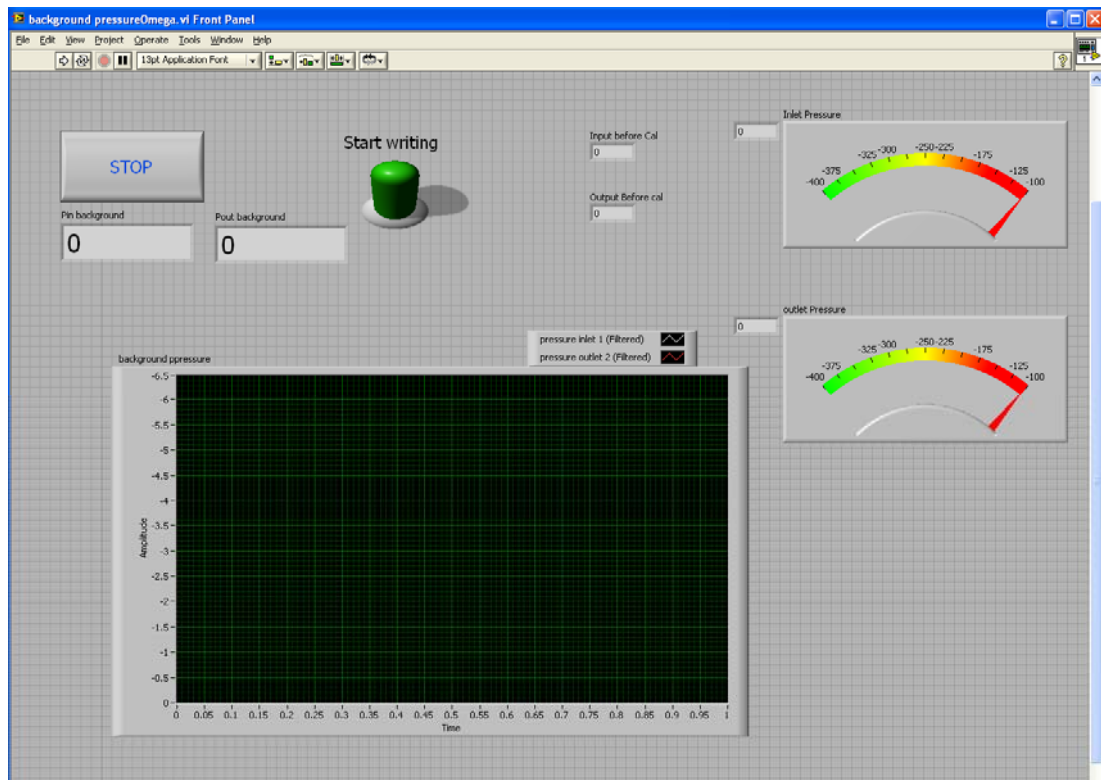 background pressureOmega.vi Front Panel
File Edit View Project Operate Tools Window Help
13pt Application Font
?
1
STOP
Start writing
Pin background
0
Pout background
0
Input before Cal
0
Output Before cal
0
Inlet Pressure
0
-400 -375 -325 -300 -250 -225 -175 -125 -100
outlet Pressure
0
-400 -375 -325 -300 -250 -225 -175 -125 -100
pressure inlet 1 (Filtered)
pressure outlet 2 (Filtered)
background ppressure
Amplitude
-6.5
-6
-5.5
-5
-4.5
-4
-3.5
-3
-2.5
-2
-1.5
-1
-0.5
0
0 0.05 0.1 0.15 0.2 0.25 0.3 0.35 0.4 0.45 0.5 0.55 0.6 0.65 0.7 0.75 0.8 0.85 0.9 0.95 1
Time